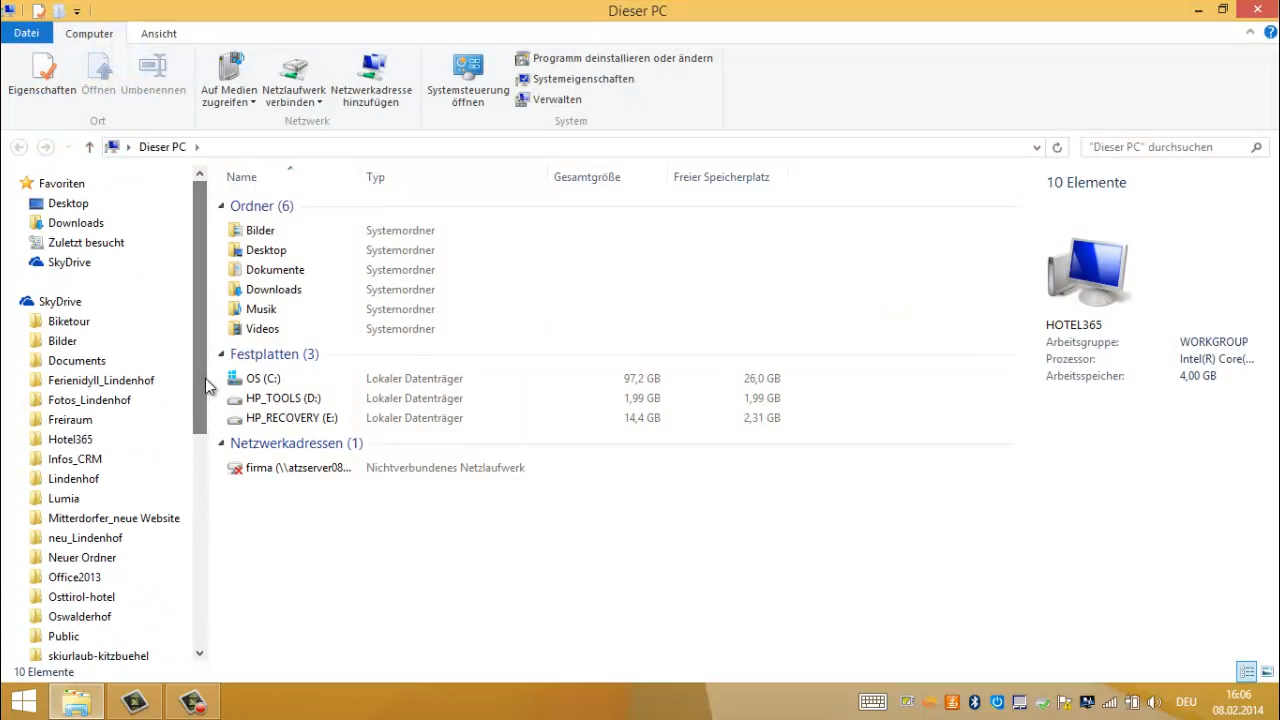 Dieser PC
Datei Computer Ansicht
Eigenschaften Öffnen Umbenennen
Ort
Auf Medien zugreifen
Netzlaufwerk verbinden
Netzwerkadresse hinzufügen
Netzwerk
Systemsteuerung öffnen
Programm deinstallieren oder ändern
Systemeigenschaften
Verwalten
System
Dieser PC
"Dieser PC" durchsuchen
Favoriten
Desktop
Downloads
Zuletzt besucht
SkyDrive
SkyDrive
Biketour
Bilder
Documents
Ferienidyll_Lindenhof
Fotos_Lindenhof
Freiraum
Hotel365
Infos_CRM
Lindenhof
Lumia
Mitterdorfer_neue Website
neu_Lindenhof
Neuer Ordner
Office2013
Osttirol-hotel
Oswalderhof
Public
skiurlaub-kitzbuehel
Name Typ Gesamtgröße Freier Speicherplatz
Ordner (6)
Bilder Systemordner
Desktop Systemordner
Dokumente Systemordner
Downloads Systemordner
Musik Systemordner
Videos Systemordner
Festplatten (3)
OS (C:) Lokaler Datenträger 97,2 GB 26,0 GB
HP_TOOLS (D:) Lokaler Datenträger 1,99 GB 1,99 GB
HP_RECOVERY (E:) Lokaler Datenträger 14,4 GB 2,31 GB
Netzwerkadressen (1)
firma (\\atzserver08... Nichtverbundenes Netzlaufwerk
10 Elemente
HOTEL365
Arbeitsgruppe: WORKGROUP
Prozessor: Intel(R) Core(...
Arbeitsspeicher: 4,00 GB
10 Elemente
DEU
16:06
08.02.2014